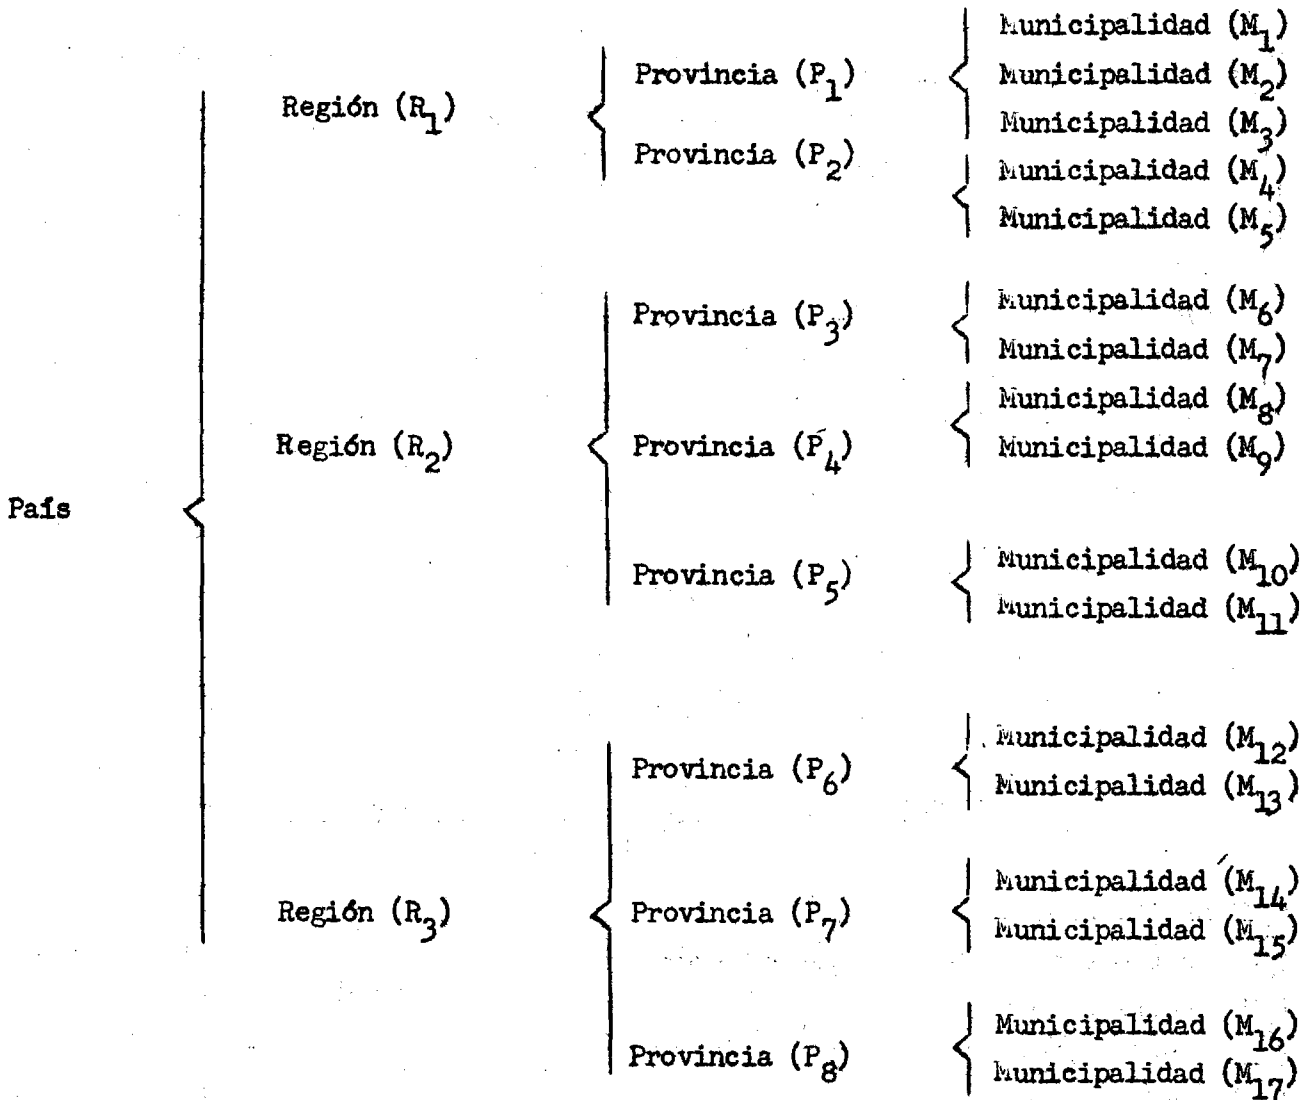 Municipalidad (M1)
Provincia (P1)
Municipalidad (M2)
Región (R1)
Municipalidad (M3)
Provincia (P2)
Municipalidad (M4)
Municipalidad (M5)
Provincia (P3)
Municipalidad (M6)
Municipalidad (M7)
Municipalidad (M8)
Región (R2)
Provincia (P4)
Municipalidad (M9)
País
Provincia (P5)
Municipalidad (M10)
Municipalidad (M11)
Provincia (P6)
Municipalidad (M12)
Municipalidad (M13)
Municipalidad (M14)
Región (R3)
Provincia (P7)
Municipalidad (M15)
Municipalidad (M16)
Provincia (P8)
Municipalidad (M17)